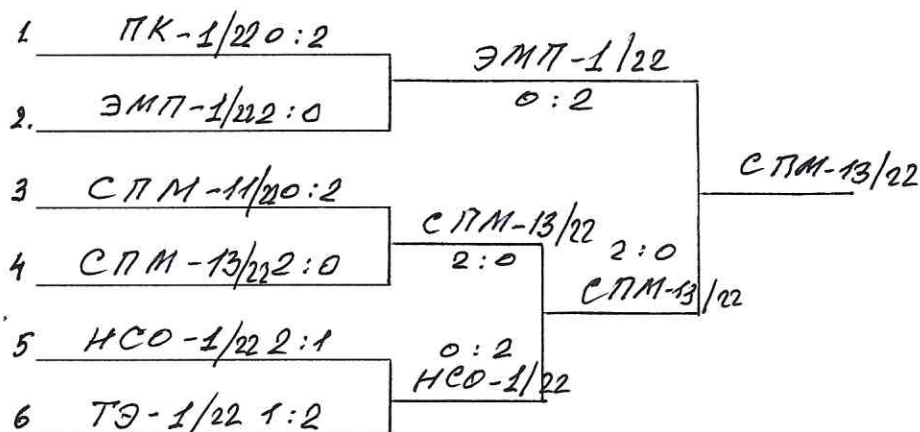 1 ПК-1/22 0:2
ЭМП-1/22
0:2
2. ЭМП-1/22 2:0
СПМ-13/22
3 СПМ-11/22 0:2
СПМ-13/22
2:0
2:0
4 СПМ-13/22 2:0
СПМ-13/22
5 НСО-1/22 2:1
0:2
НСО-1/22
6 ТЭ-1/22 1:2